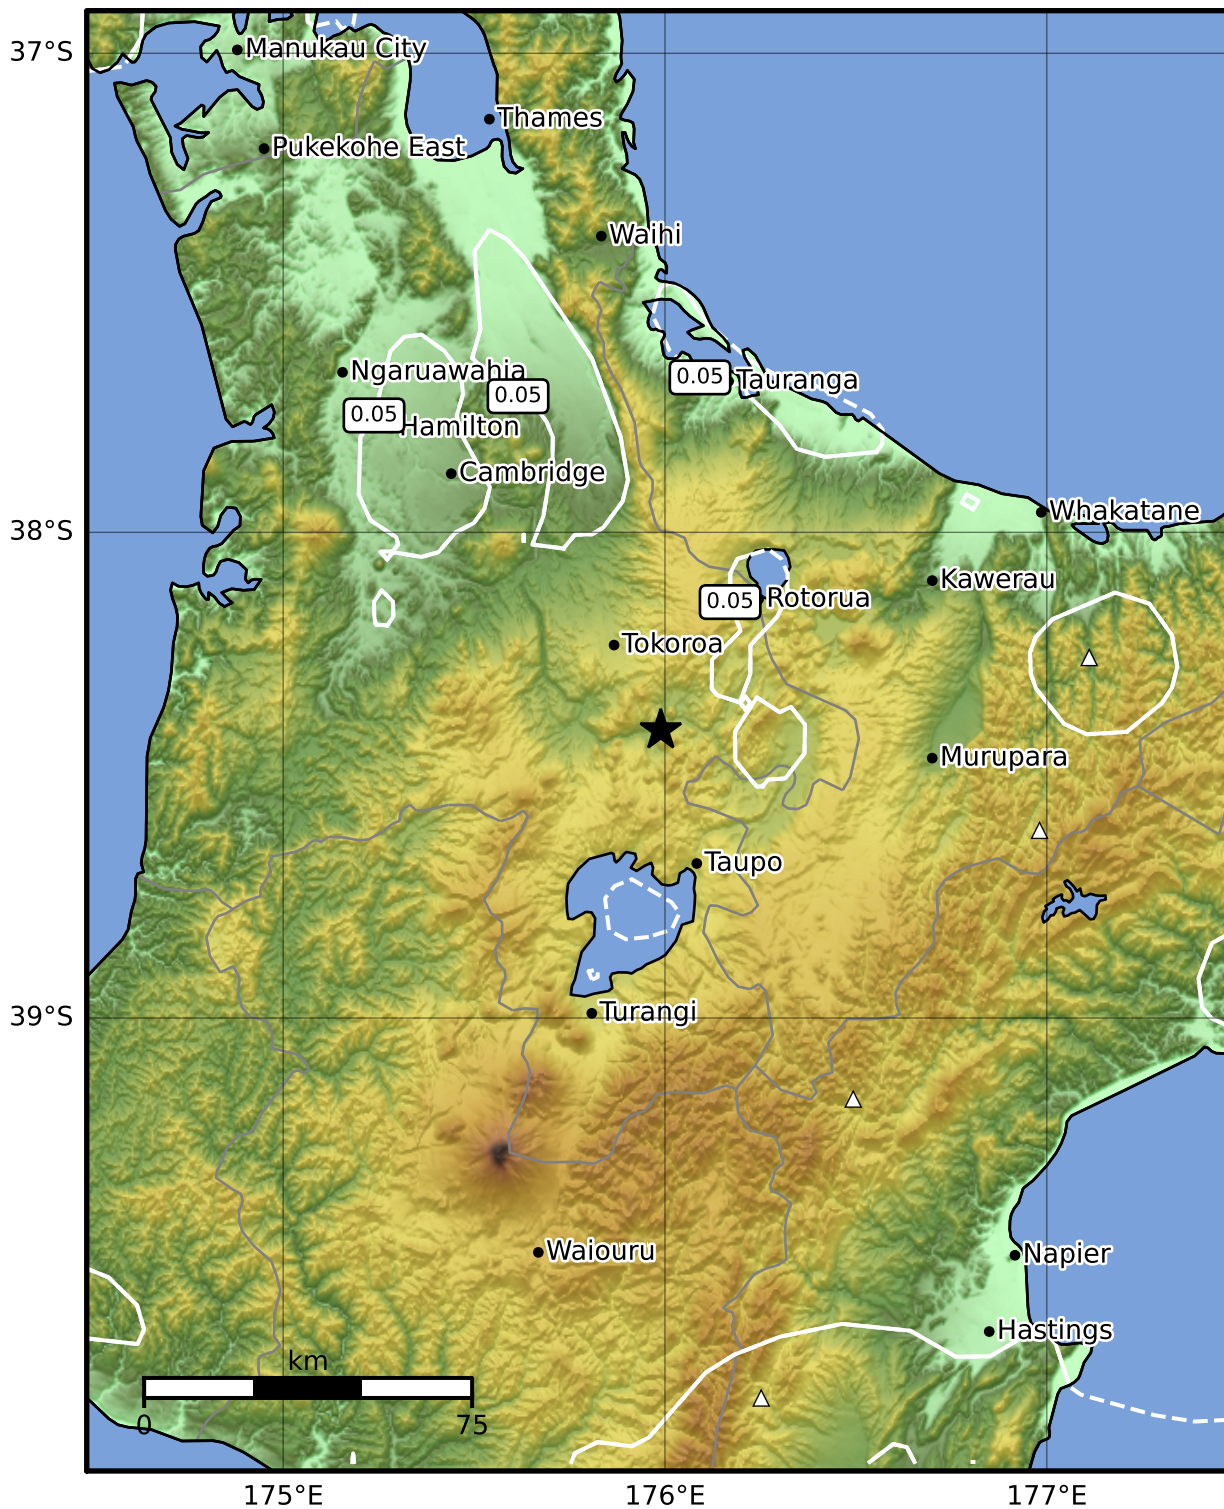 37°S
Manukau City
Thames
Pukekohe East
Waihi
Ngaruawahia
0.05
Tauranga
0.05
0.05
Hamilton
Cambridge
Whakatane
38°S
Kawerau
0.05
Rotorua
Tokoroa
Murupara
Taupo
39°S
Turangi
Waiouru
Napier
Hastings
km
0
75
175°E
176°E
177°E